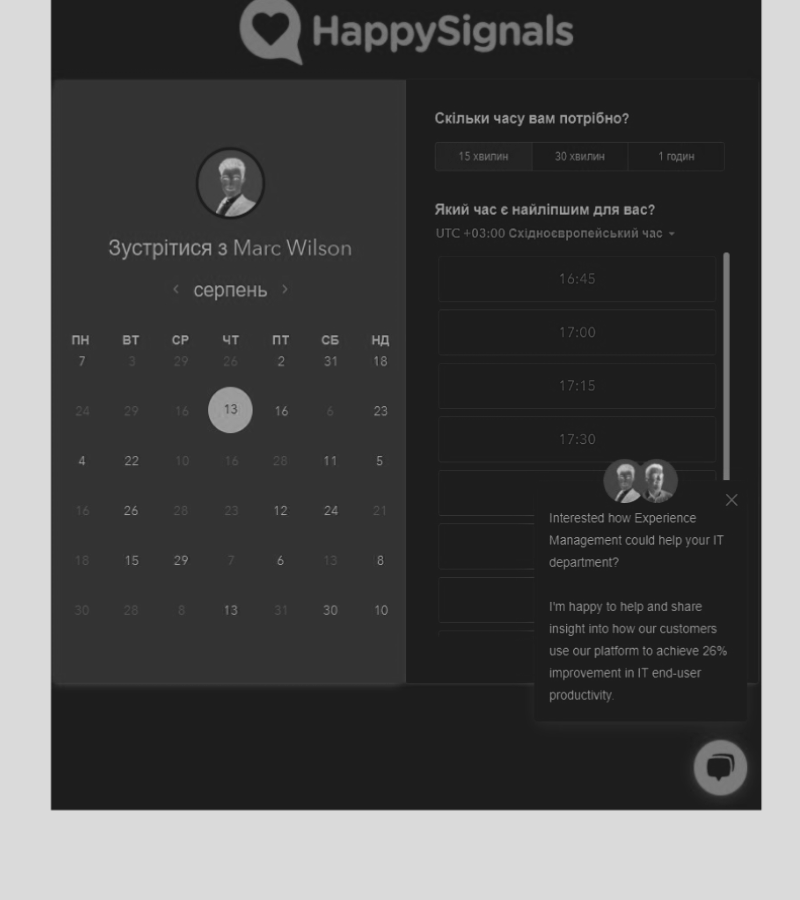 HappySignals
Зустрітися з Marc Wilson
серпень
ПН ВТ СР ЧТ ПТ СБ НД
7 3 29 26 2 31 18
24 29 16 13 16 6 23
4 22 10 16 28 11 5
16 26 28 23 12 24 21
18 15 29 7 6 13 8
30 28 8 13 31 30 10
Скільки часу вам потрібно?
15 хвилин 30 хвилин 1 годин
Який час є найліпшим для вас?
UTC +03:00 Східноєвропейський час
16:45
17:00
17:15
17:30
Interested how Experience
Management could help your IT
department?
I'm happy to help and share
insight into how our customers
use our platform to achieve 26%
improvement in IT end-user
productivity.